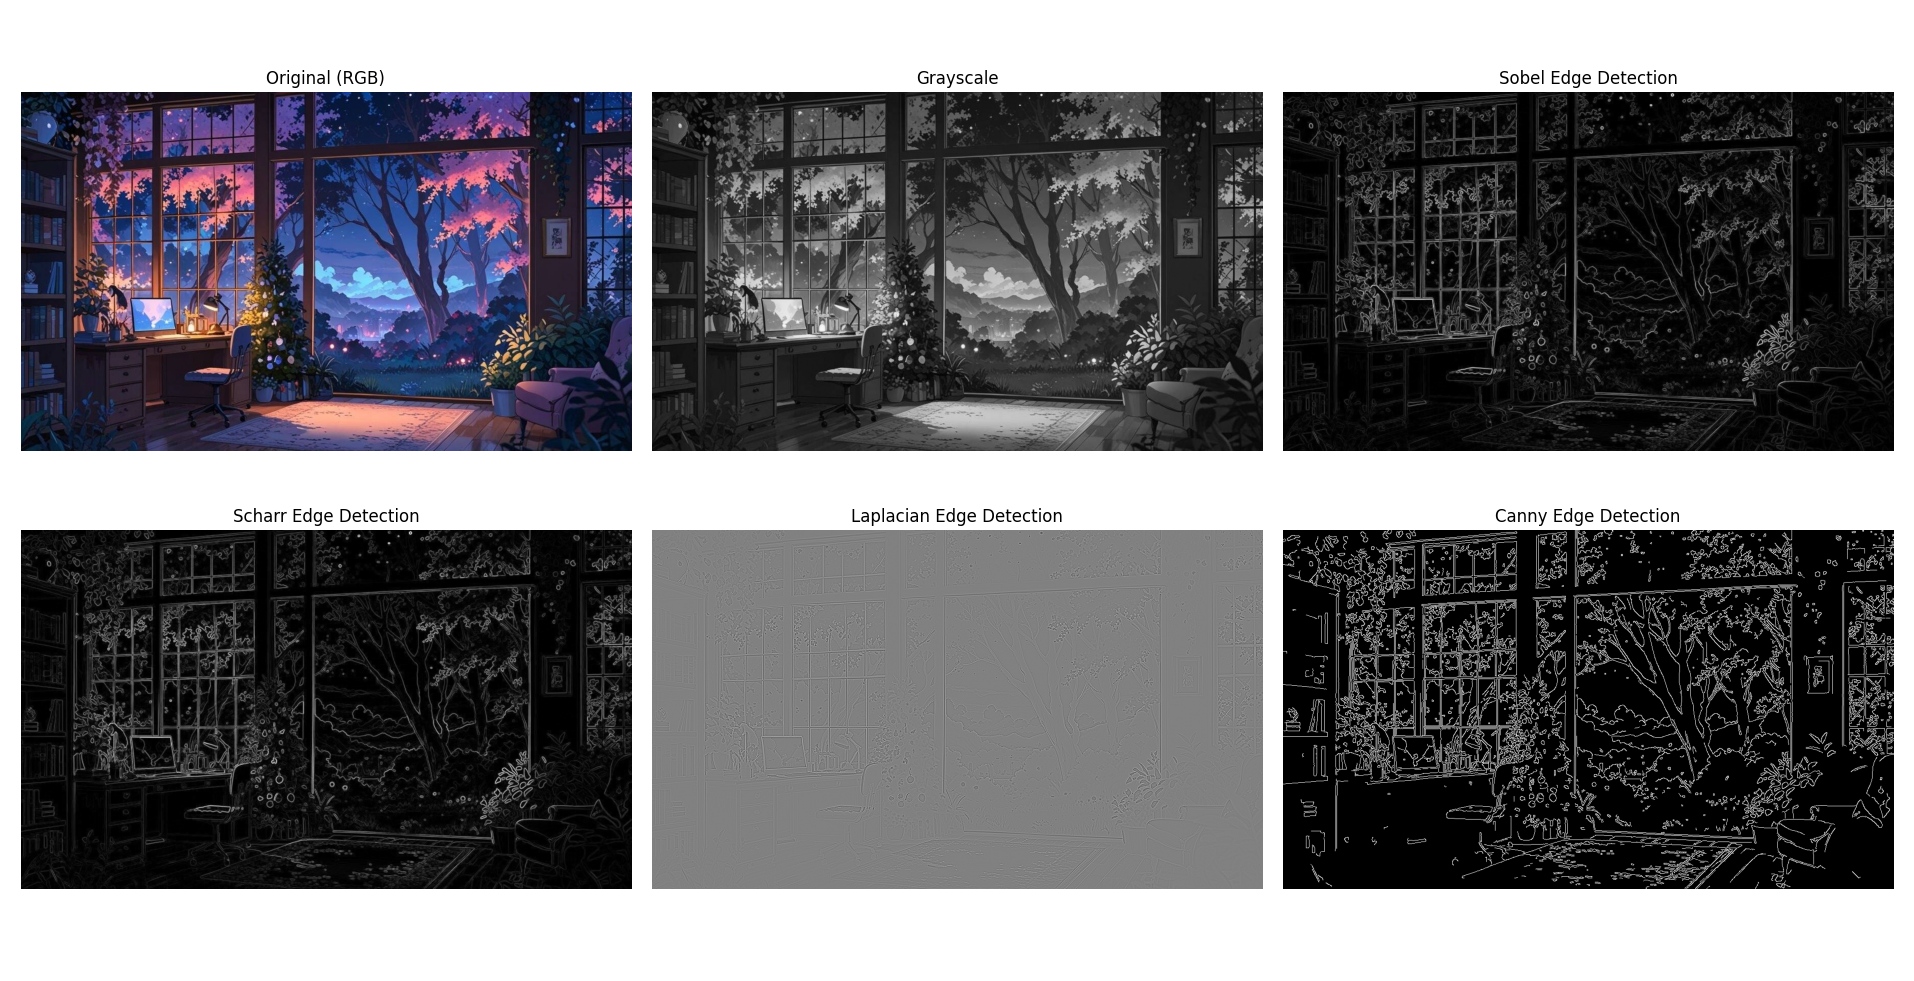 Original (RGB)
Grayscale
Sobel Edge Detection
Scharr Edge Detection
Laplacian Edge Detection
Canny Edge Detection